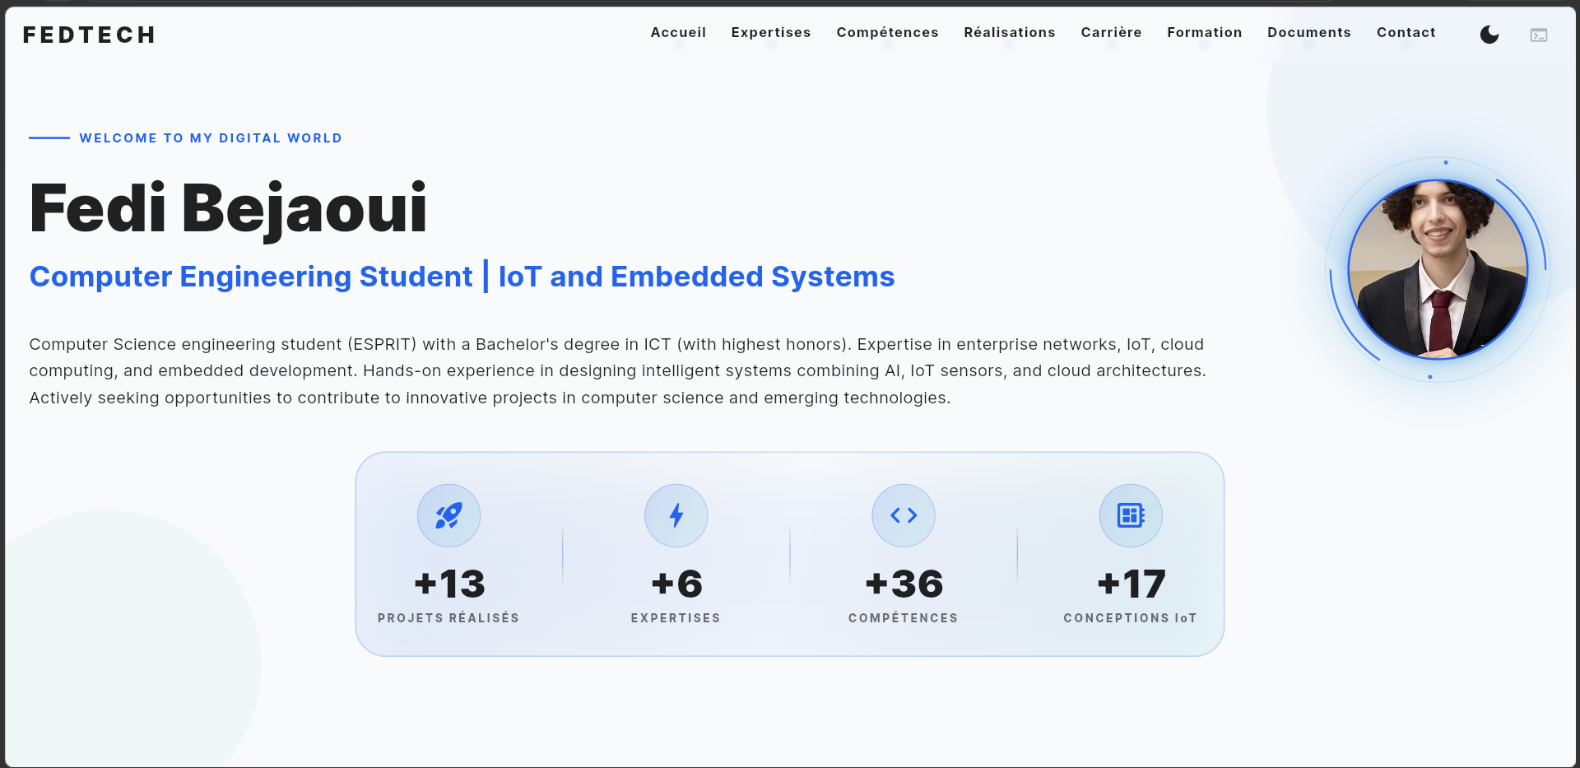 FEDTECH
Accueil Expertises Compétences Réalisations Carrière Formation Documents Contact
WELCOME TO MY DIGITAL WORLD
Fedi Bejaoui
Computer Engineering Student | IoT and Embedded Systems
Computer Science engineering student (ESPRIT) with a Bachelor's degree in ICT (with highest honors). Expertise in enterprise networks, IoT, cloud
computing, and embedded development. Hands-on experience in designing intelligent systems combining AI, IoT sensors, and cloud architectures.
Actively seeking opportunities to contribute to innovative projects in computer science and emerging technologies.
+13 +6 +36 +17
PROJETS RÉALISÉS EXPERTISES COMPÉTENCES CONCEPTIONS IoT